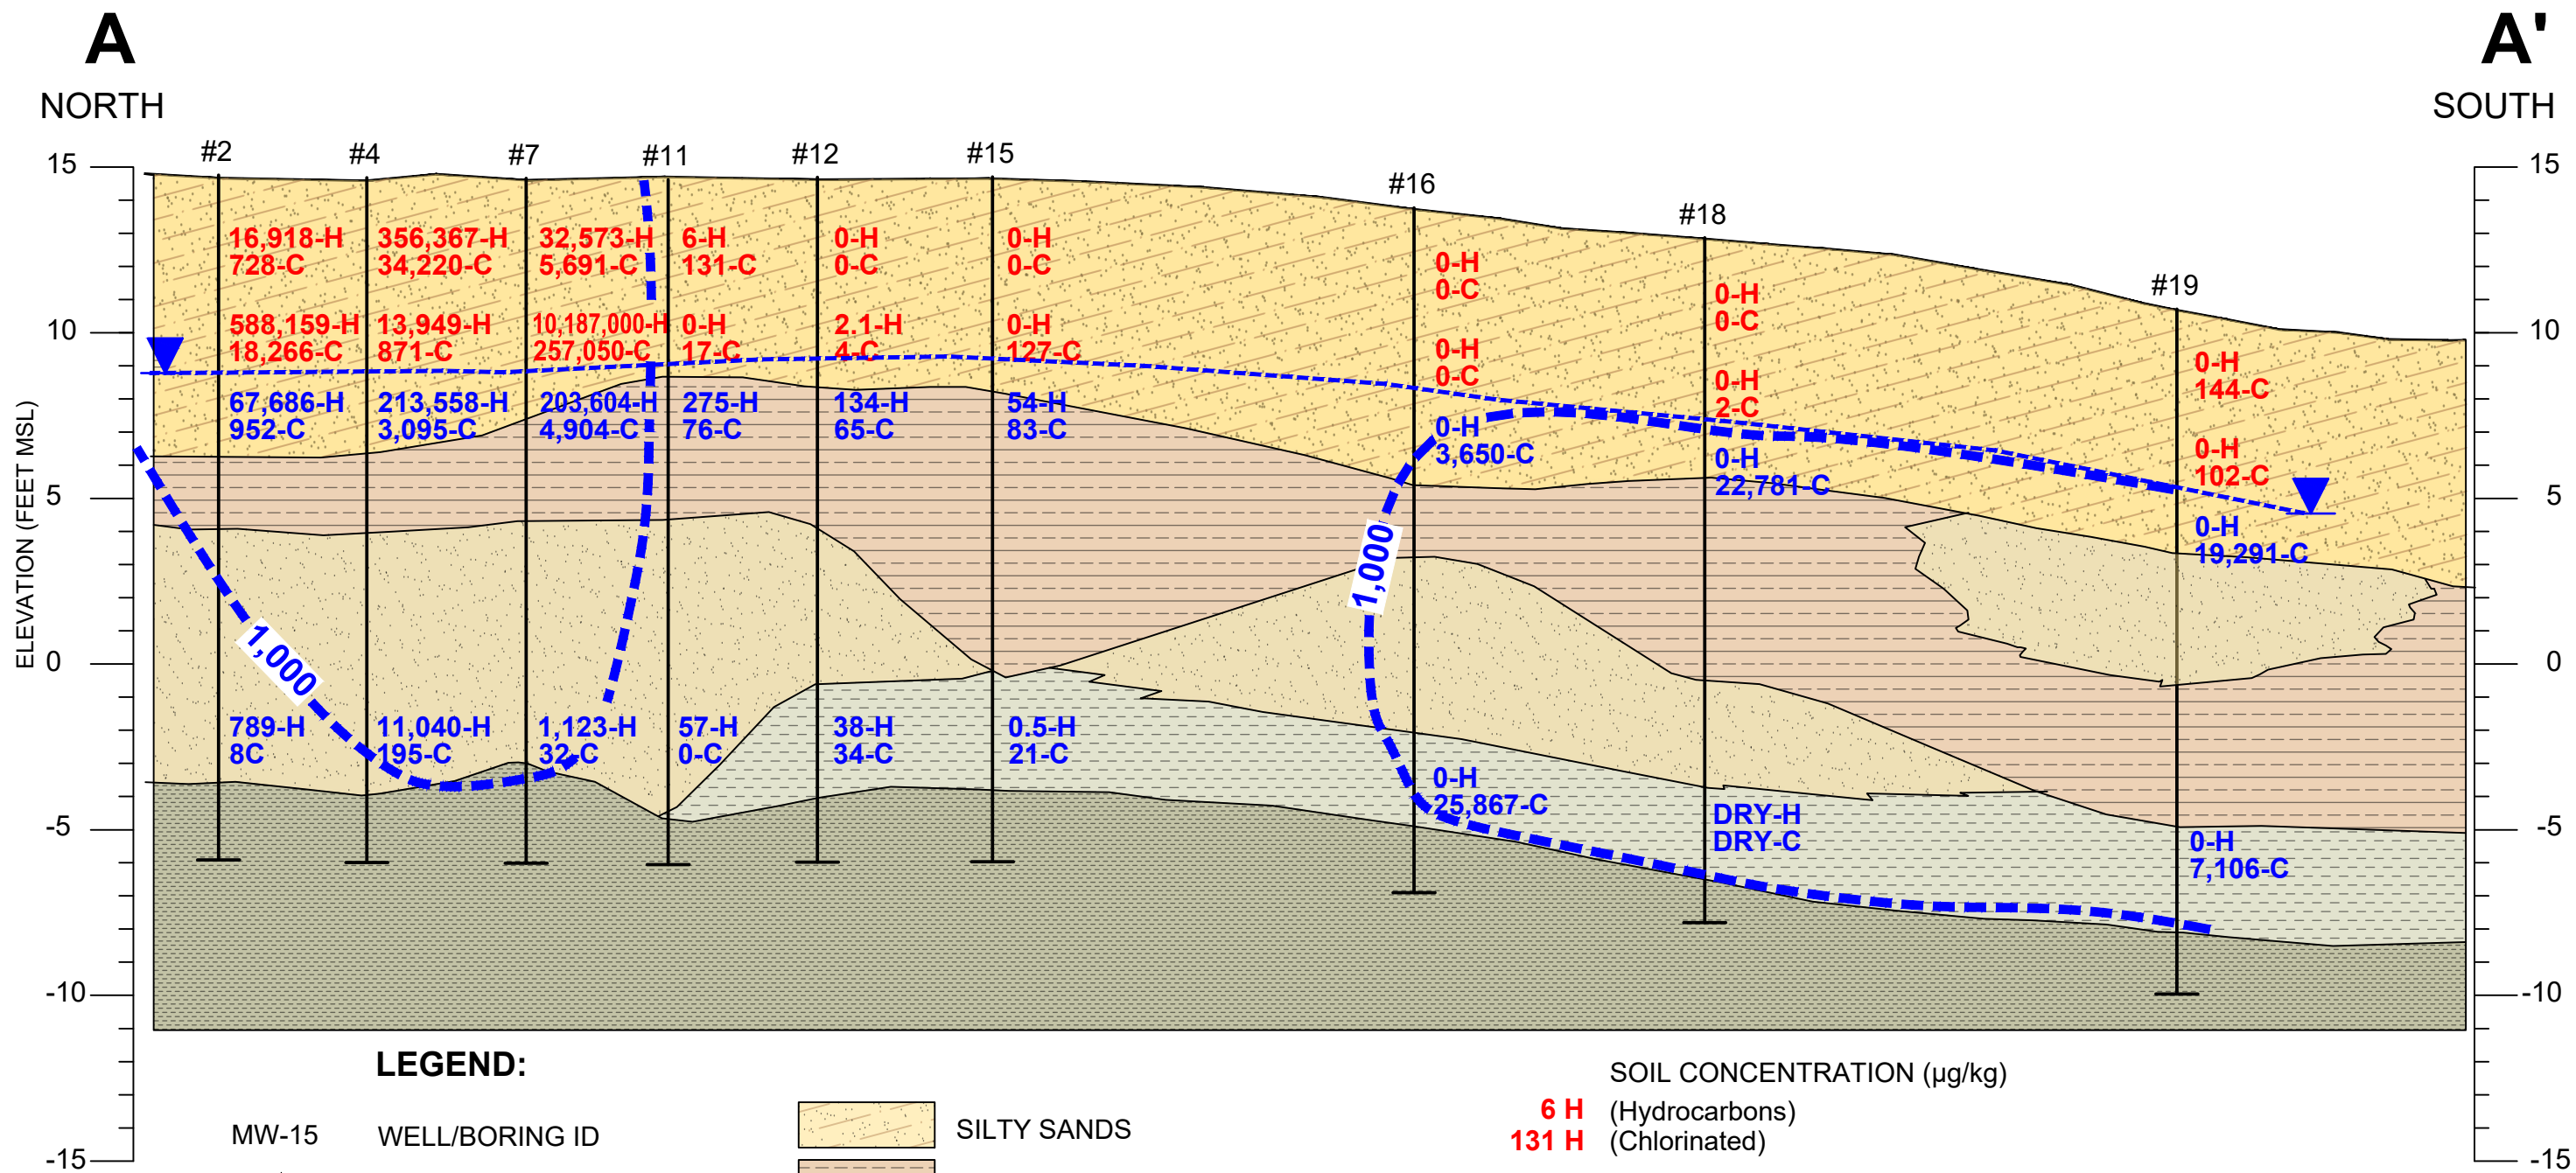 A
A'
NORTH
SOUTH
#2
#4
#7
#11
#12
#15
#16
#18
#19
15
10
5
0
-5
-10
-15
ELEVATION (FEET MSL)
15
10
5
0
-5
-10
-15
16,918-H
728-C
588,159-H
18,266-C
67,686-H
952-C
789-H
8C
356,367-H
34,220-C
13,949-H
871-C
213,558-H
3,095-C
11,040-H
195-C
32,573-H
5,691-C
10,187,000-H
257,050-C
203,604-H
4,904-C
1,123-H
32-C
6-H
131-C
0-H
17-C
275-H
76-C
57-H
0-C
0-H
0-C
2.1-H
4-C
134-H
65-C
38-H
34-C
0-H
0-C
0-H
127-C
54-H
83-C
0.5-H
21-C
0-H
0-C
0-H
0-C
0-H
3,650-C
0-H
25,867-C
0-H
0-C
0-H
2-C
0-H
22,781-C
DRY-H
DRY-C
0-H
144-C
0-H
102-C
0-H
19,291-C
0-H
7,106-C
1,000
1,000
LEGEND:
MW-15 WELL/BORING ID
SILTY SANDS
SOIL CONCENTRATION (µg/kg)
6 H (Hydrocarbons)
131 H (Chlorinated)